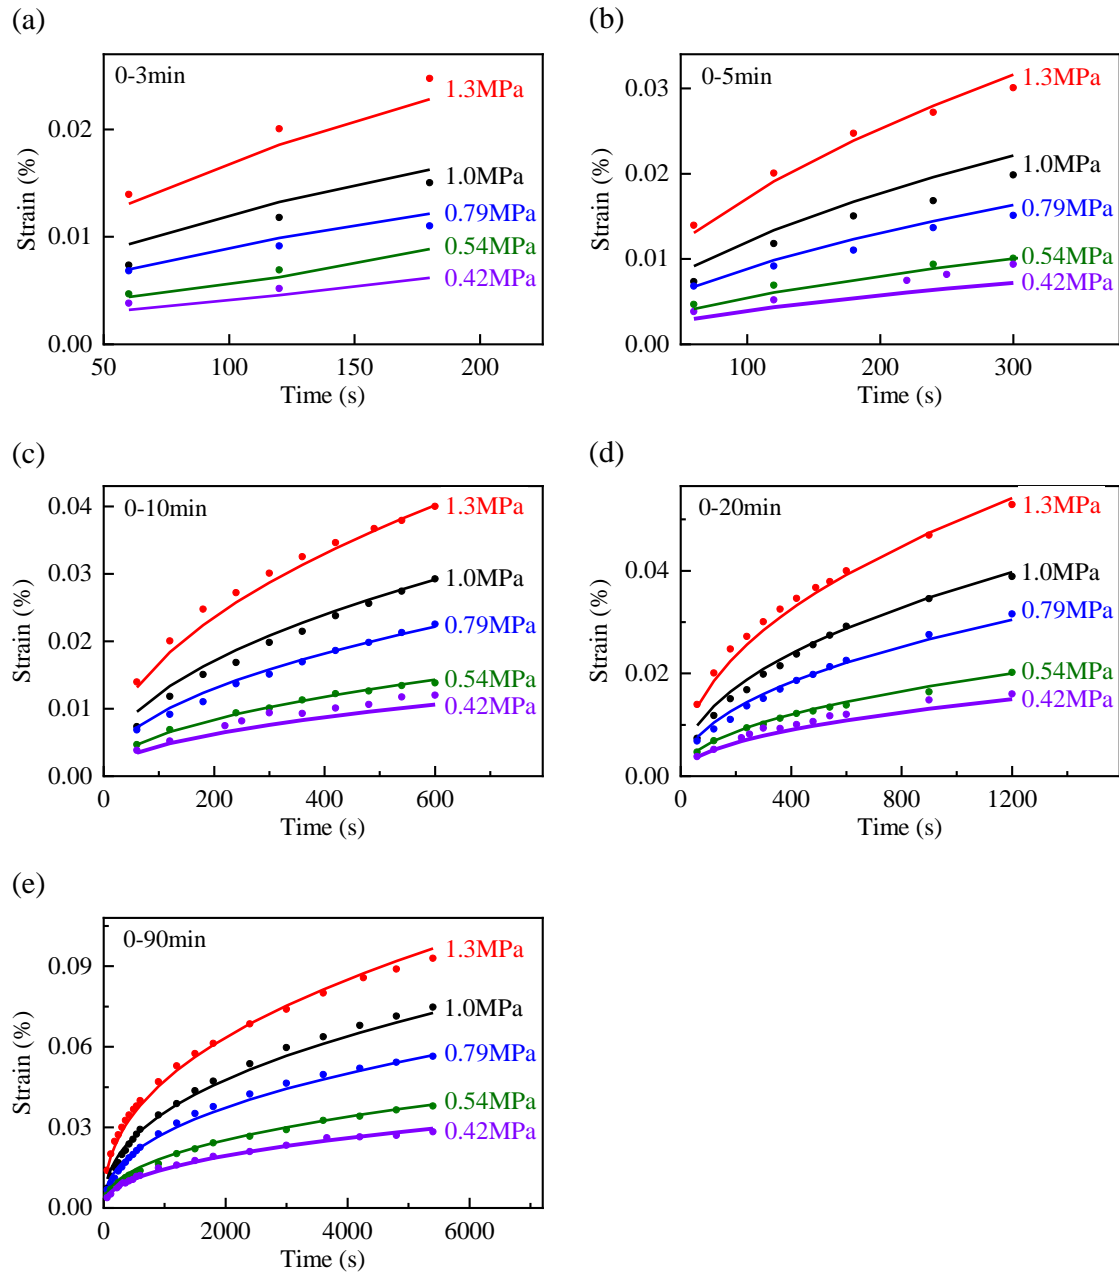 (a)
0-3min
1.3MPa
1.0MPa
0.79MPa
0.54MPa
0.42MPa
0.02
0.01
0.00
Strain (%)
50
100
150
200
Time (s)
(b)
0-5min
1.3MPa
1.0MPa
0.79MPa
0.54MPa
0.42MPa
0.03
0.02
0.01
0.00
Strain (%)
100
200
300
Time (s)
(c)
0-10min
1.3MPa
1.0MPa
0.79MPa
0.54MPa
0.42MPa
0.04
0.03
0.02
0.01
0.00
Strain (%)
0
200
400
600
Time (s)
(d)
0-20min
1.3MPa
1.0MPa
0.79MPa
0.54MPa
0.42MPa
0.04
0.02
0.00
Strain (%)
0
400
800
1200
Time (s)
(e)
0-90min
1.3MPa
1.0MPa
0.79MPa
0.54MPa
0.42MPa
0.09
0.06
0.03
0.00
Strain (%)
0
2000
4000
6000
Time (s)